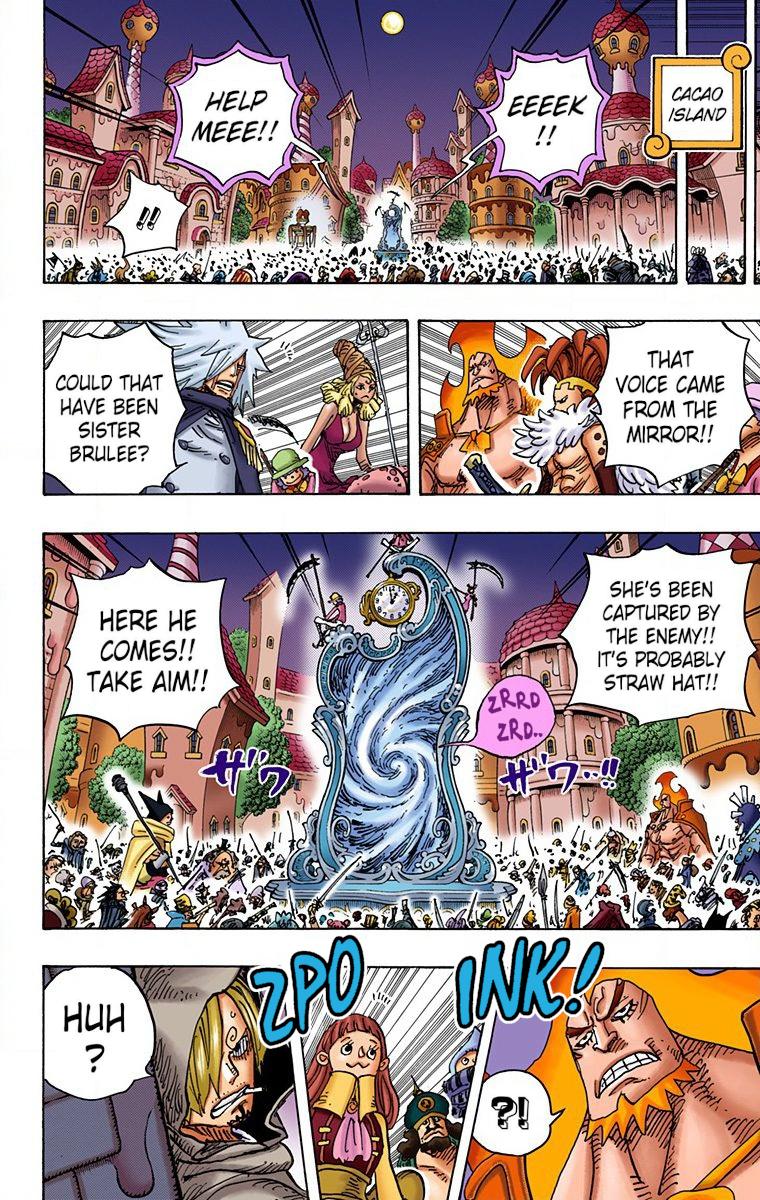 CACAO
ISLAND
EEEEK
!!
HELP
MEEE!!
!!
THAT
VOICE CAME
FROM THE
MIRROR!!
COULD THAT
HAVE BEEN
SISTER
BRULEE?
SHE'S BEEN
CAPTURED BY
THE ENEMY!!
IT'S PROBABLY
STRAW HAT!!
ZRRD
ZRD..
ザワ…!!
HERE HE
COMES!!
TAKE AIM!!
ザワ
ZPO
INK!
?!
HUH
?